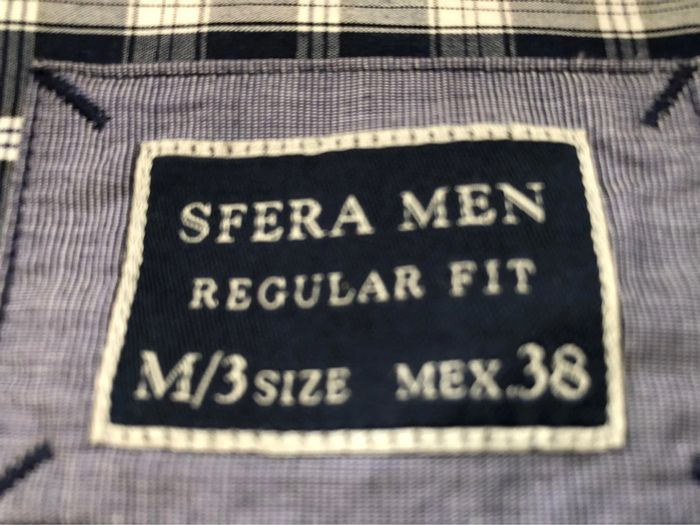 SFERA MEN
REGULAR FIT
M/3 SIZE MEX.38